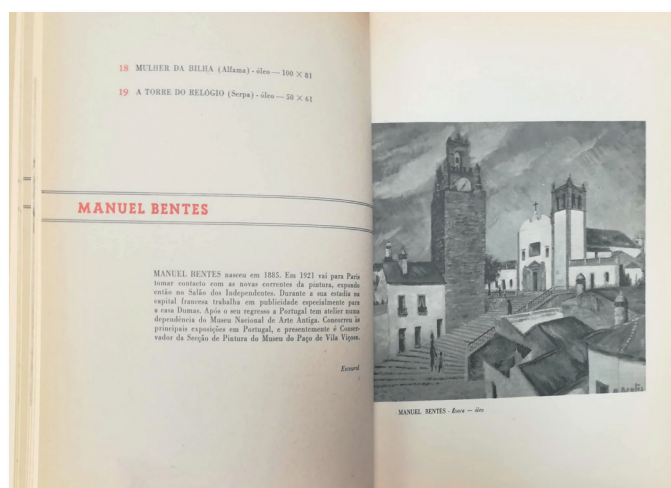 18 MULHER DA BILHA (Alfama) - óleo — 100 × 81
19 A TORRE DO RELÓGIO (Serpa) - óleo — 50 × 61
MANUEL BENTES
MANUEL BENTES nasceu em 1885. Em 1921 vai para Paris
tomar contacto com as novas correntes da pintura, expondo
então no Salão dos Independentes. Durante a sua estadia na
capital francesa trabalha em publicidade especialmente para
a casa Dumas. Após o seu regresso a Portugal tem atelier numa
dependência do Museu Nacional de Arte Antiga. Concorreu às
principais exposições em Portugal, e presentemente é Conser-
vador da Secção de Pintura do Museu do Paço de Vila Viçosa.
M. Bentes
MANUEL BENTES - Évora — óleo